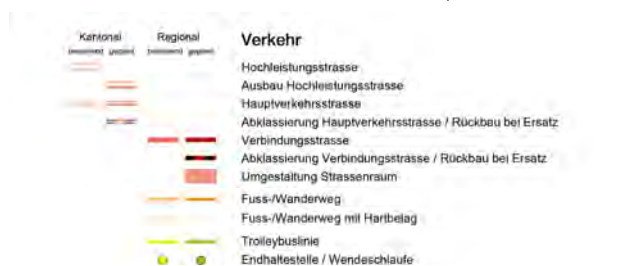 Kantonal Regional Verkehr
bestehend geplant bestehend geplant
Hochleistungsstrasse
Ausbau Hochleistungsstrasse
Hauptverkehrsstrasse
Abklassierung Hauptverkehrsstrasse / Rückbau bei Ersatz
Verbindungsstrasse
Abklassierung Verbindungsstrasse / Rückbau bei Ersatz
Umgestaltung Strassenraum
Fuss-/Wanderweg
Fuss-/Wanderweg mit Hartbelag
Trolleybuslinie
Endhaltestelle / Wendeschlaufe